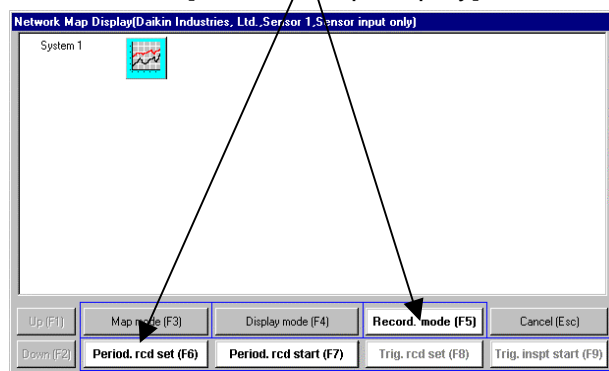 Network Map Display(Daikin Industries, Ltd.,Sensor 1,Sensor input only)
System 1
Up (F1) Map mode (F3) Display mode (F4) Record. mode (F5) Cancel (Esc)
Down (F2) Period. rcd set (F6) Period. rcd start (F7) Trig. rcd set (F8) Trig. inspt start (F9)